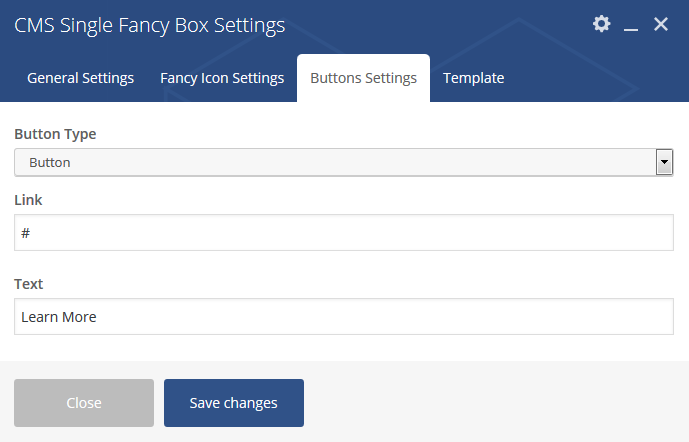 CMS Single Fancy Box Settings
General Settings Fancy Icon Settings Buttons Settings Template
Button Type
Button
Link
#
Text
Learn More
Close Save changes